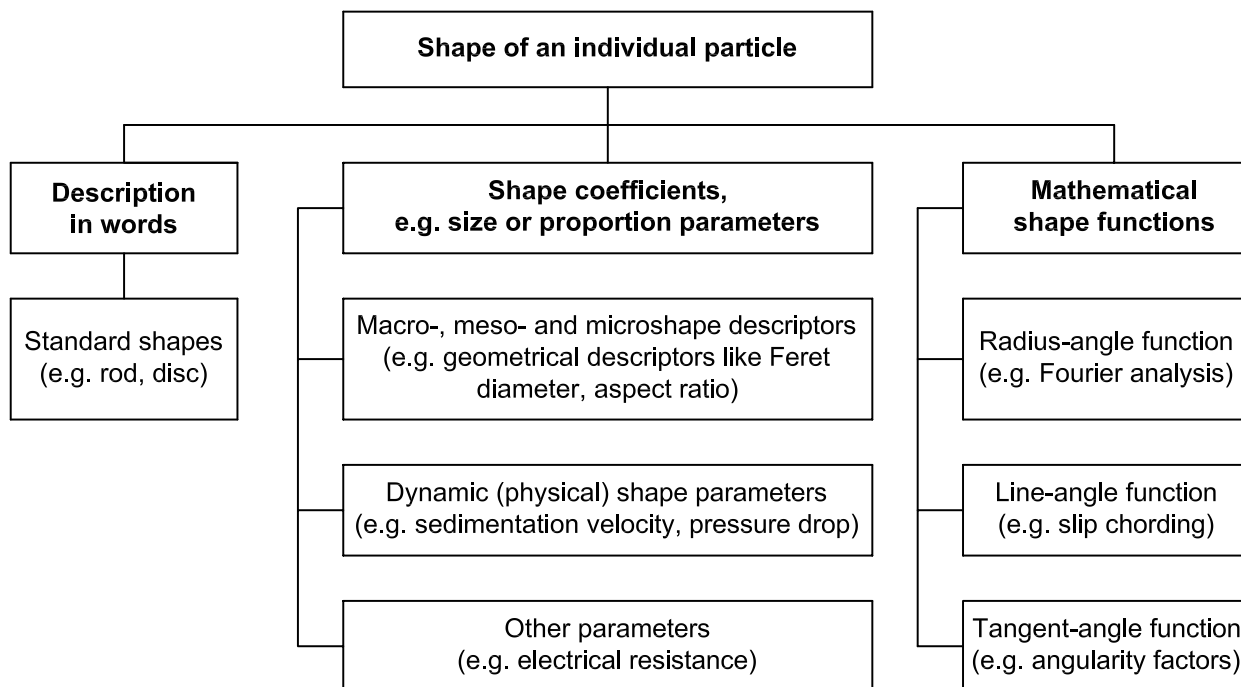 Shape of an individual particle
Description
in words
Shape coefficients,
e.g. size or proportion parameters
Mathematical
shape functions
Standard shapes
(e.g. rod, disc)
Macro-, meso- and microshape descriptors
(e.g. geometrical descriptors like Feret
diameter, aspect ratio)
Radius-angle function
(e.g. Fourier analysis)
Dynamic (physical) shape parameters
(e.g. sedimentation velocity, pressure drop)
Line-angle function
(e.g. slip chording)
Other parameters
(e.g. electrical resistance)
Tangent-angle function
(e.g. angularity factors)